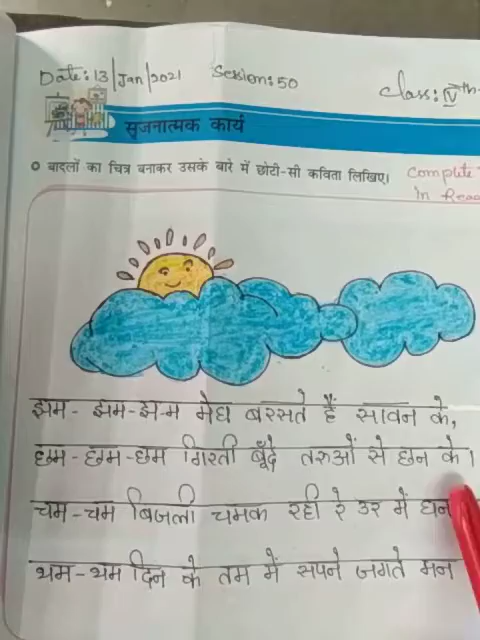 Date: 13/Jan/2021 Session: 50 Class: IVth
सृजनात्मक कार्य
बादलों का चित्र बनाकर उसके बारे में छोटी-सी कविता लिखिए। Complete
In
झम- झम-झम मेघ बरसते हैं सावन के,
छम- छम-छम गिरती बूँदे तरुओं से छन के।
चम-चम बिजली चमक रही रे उर में घन
थम-थम दिन के तम में सपने जगते मन